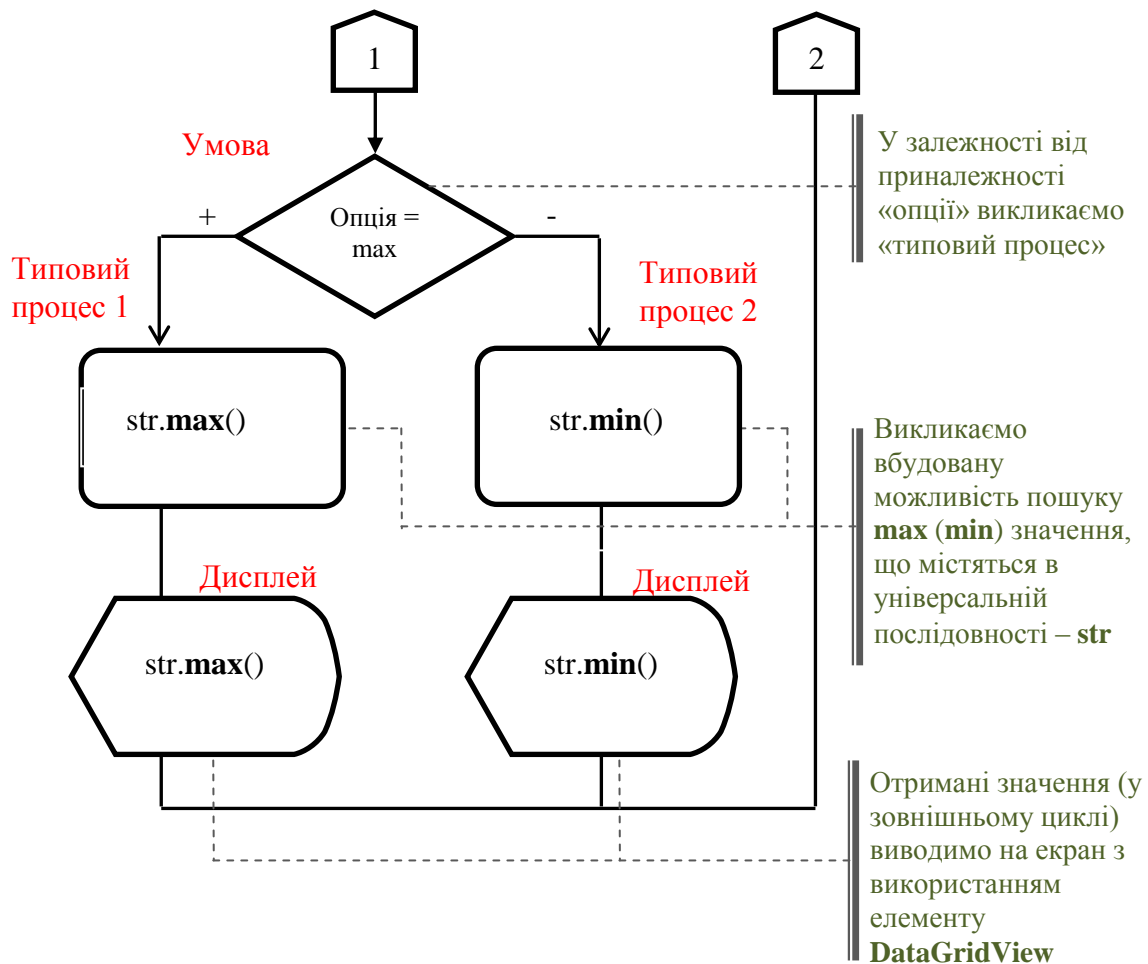 1
2
Умова
Опція =
max
+
-
У залежності від
приналежності
«опції» викликаємо
«типовий процес»
Типовий
процес 1
Типовий
процес 2
str.max()
str.min()
Викликаємо
вбудовану
можливість пошуку
max (min) значення,
що містяться в
універсальній
послідовності – str
Дисплей
Дисплей
str.max()
str.min()
Отримані значення (у
зовнішньому циклі)
виводимо на екран з
використанням
елементу
DataGridView